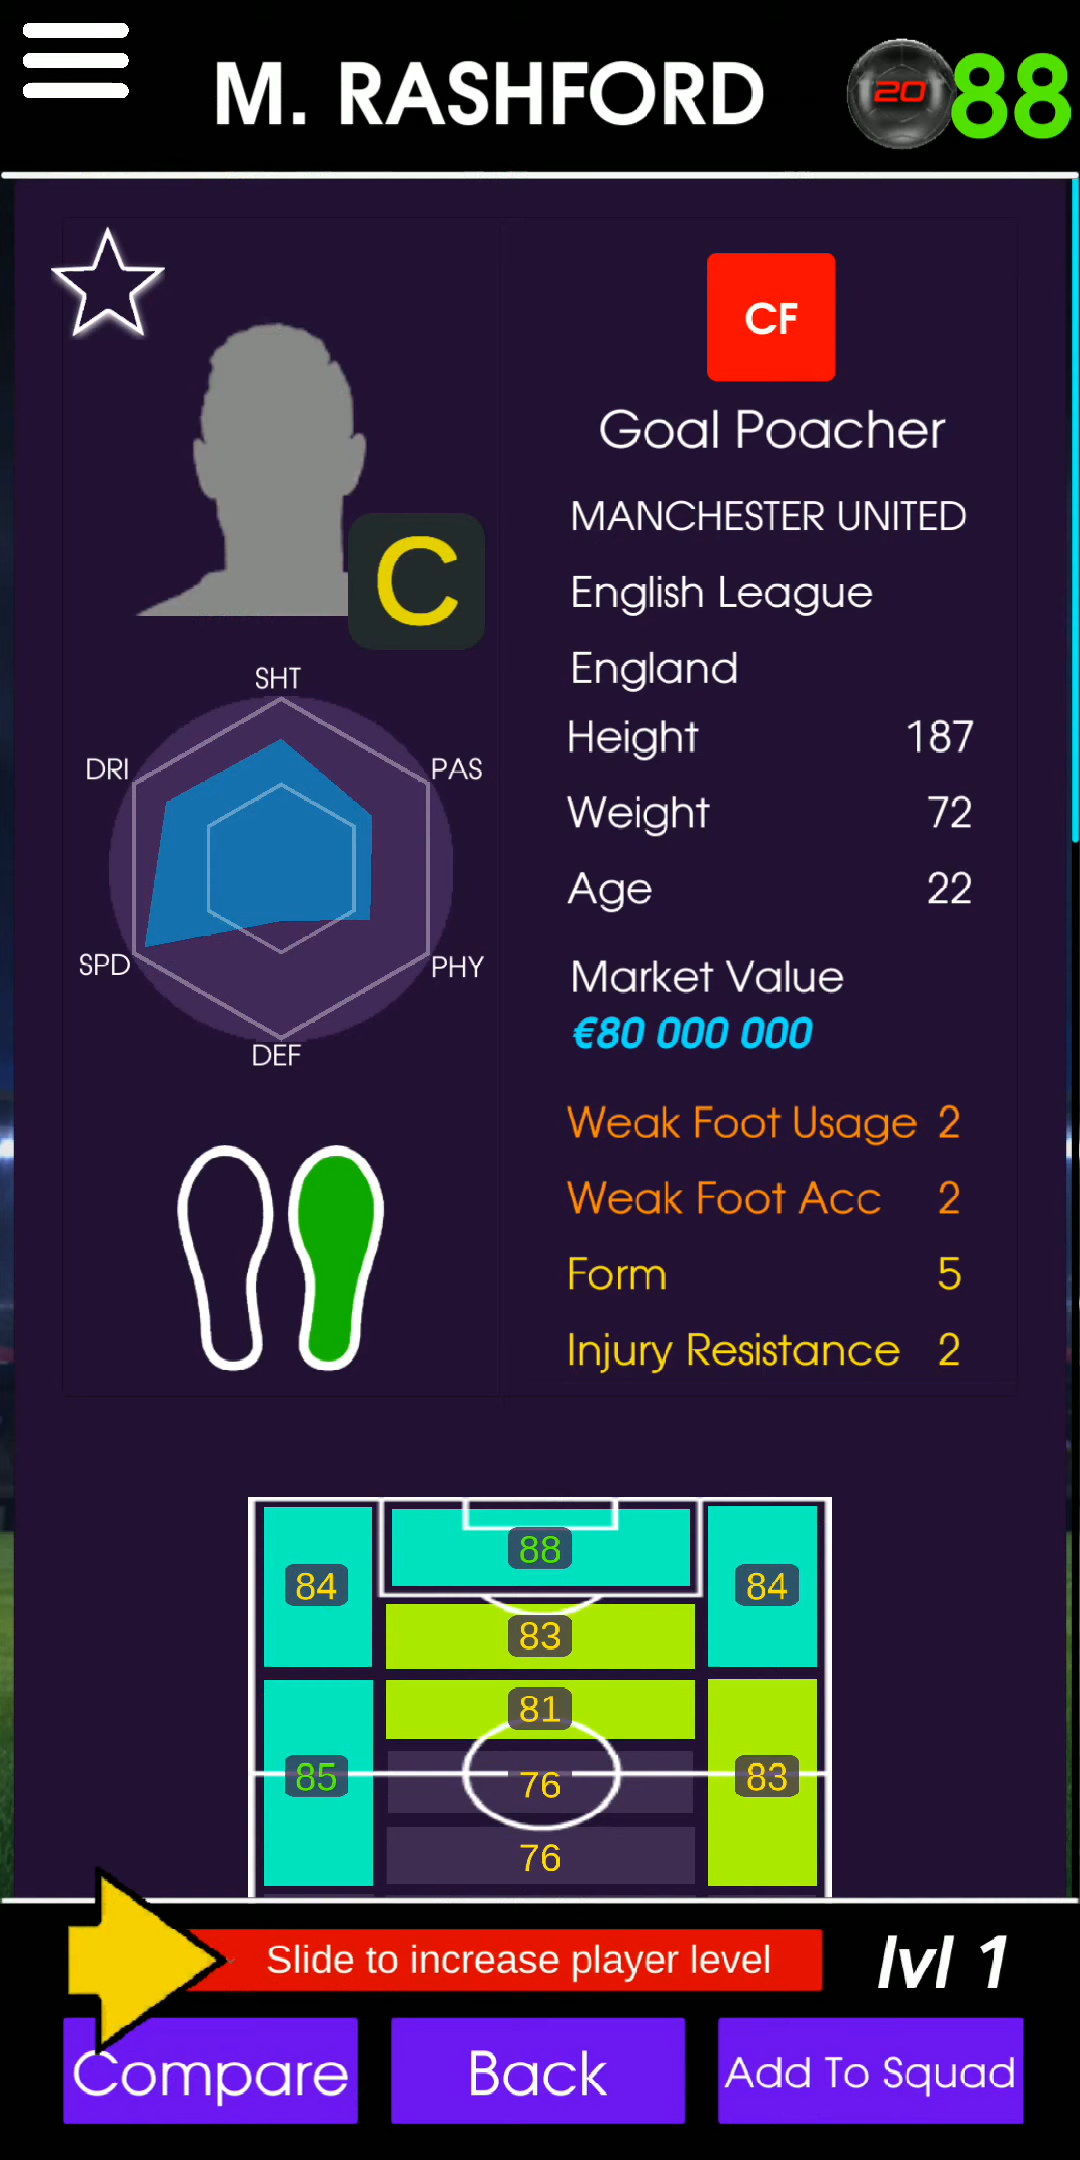 M. RASHFORD
20 88
CF
Goal Poacher
C
MANCHESTER UNITED
English League
England
Height 187
Weight 72
Age 22
Market Value
€80 000 000
Weak Foot Usage 2
Weak Foot Acc 2
Form 5
Injury Resistance 2
SHT
DRI PAS
SPD PHY
DEF
88
84 84
83
81
85 76 83
76
Slide to increase player level lvl 1
Compare Back Add To Squad